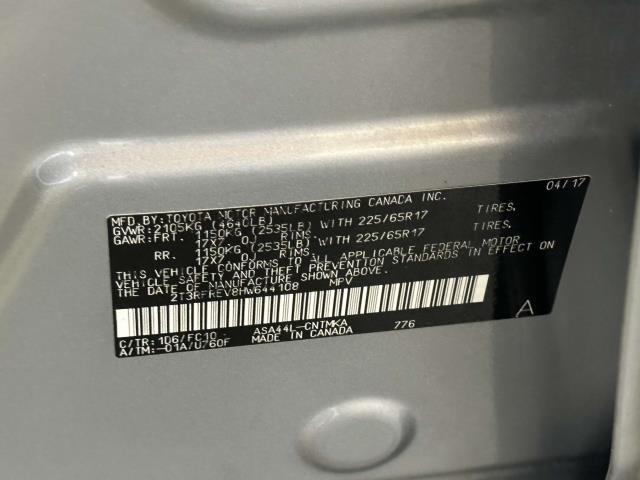 MFD.BY:TOYOTA MOTOR MANUFACTURING CANADA INC. 04/17
GVWR:2105KG (4640LB)
GAWR:FRT. 1150KG (2535LB) WITH 225/65R17 TIRES,
17X7 0J RIMS,
RR. 1150KG (2535LB) WITH 225/65R17 TIRES,
17X7 0J RIMS,
THIS VEHICLE CONFORMS TO ALL APPLICABLE FEDERAL MOTOR
VEHICLE SAFETY AND THEFT PREVENTION STANDARDS IN EFFECT ON
THE DATE OF MANUFACTURE SHOWN ABOVE.
2T3RFREV8HW644108 MPV
A
C/TR:1D6/FC10 ASA44L-CNTMKA 776
A/TM:-01A/U760F MADE IN CANADA